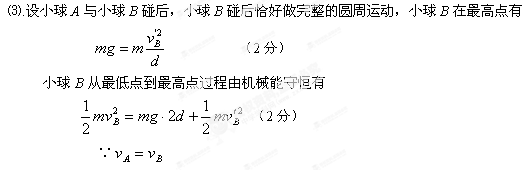 (3).设小球A与小球B碰后，小球B碰后恰好做完整的圆周运动，小球B在最高点有
mg = m v_B'^2 / d （2分）
小球B从最低点到最高点过程由机械能守恒有
1/2 mv_B^2 = mg·2d + 1/2 mv_B'^2 （2分）
∵ v_A = v_B